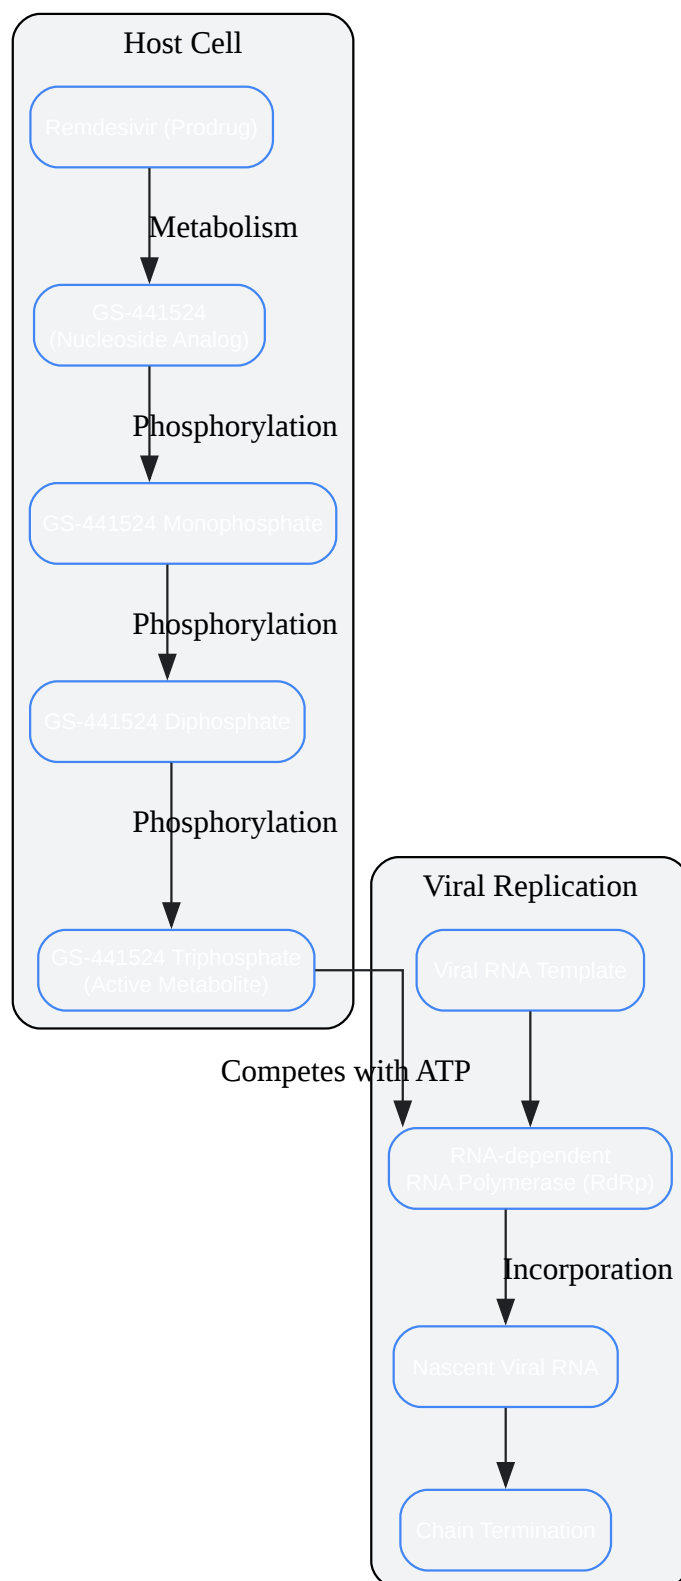 Host Cell
Remdesivir (Prodrug)
Metabolism
GS-441524
(Nucleoside Analog)
Phosphorylation
GS-441524 Monophosphate
Phosphorylation
GS-441524 Diphosphate
Phosphorylation
GS-441524 Triphosphate
(Active Metabolite)
Viral Replication
Viral RNA Template
Competes with ATP
RNA-dependent
RNA Polymerase (RdRp)
Incorporation
Nascent Viral RNA
Chain Termination